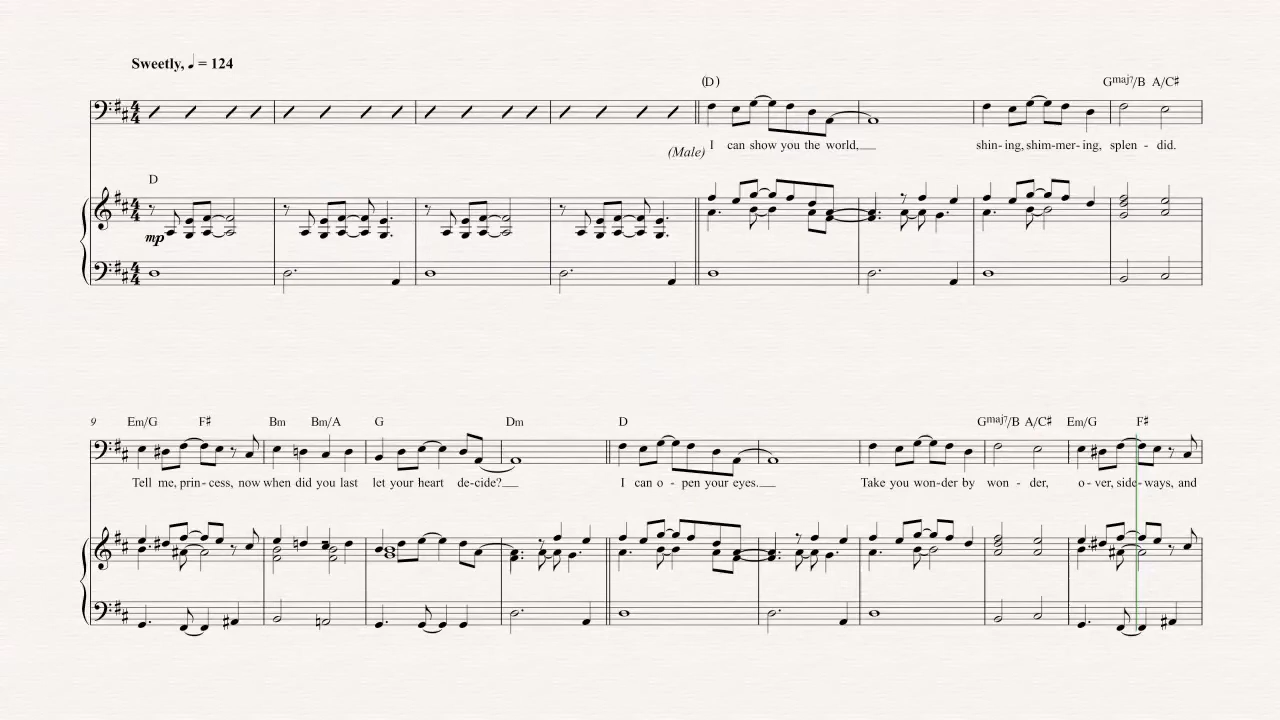 Sweetly, ♩ = 124
(D) Gmaj7/B A/C♯
(Male) I can show you the world, shin-ing, shim-mer-ing, splen - did.
D
mp
9 Em/G F♯ Bm Bm/A G Dm D Gmaj7/B A/C♯ Em/G F♯
Tell me, prin-cess, now when did you last let your heart de-cide? I can o - pen your eyes. Take you won-der by won - der, o-ver, side-ways, and